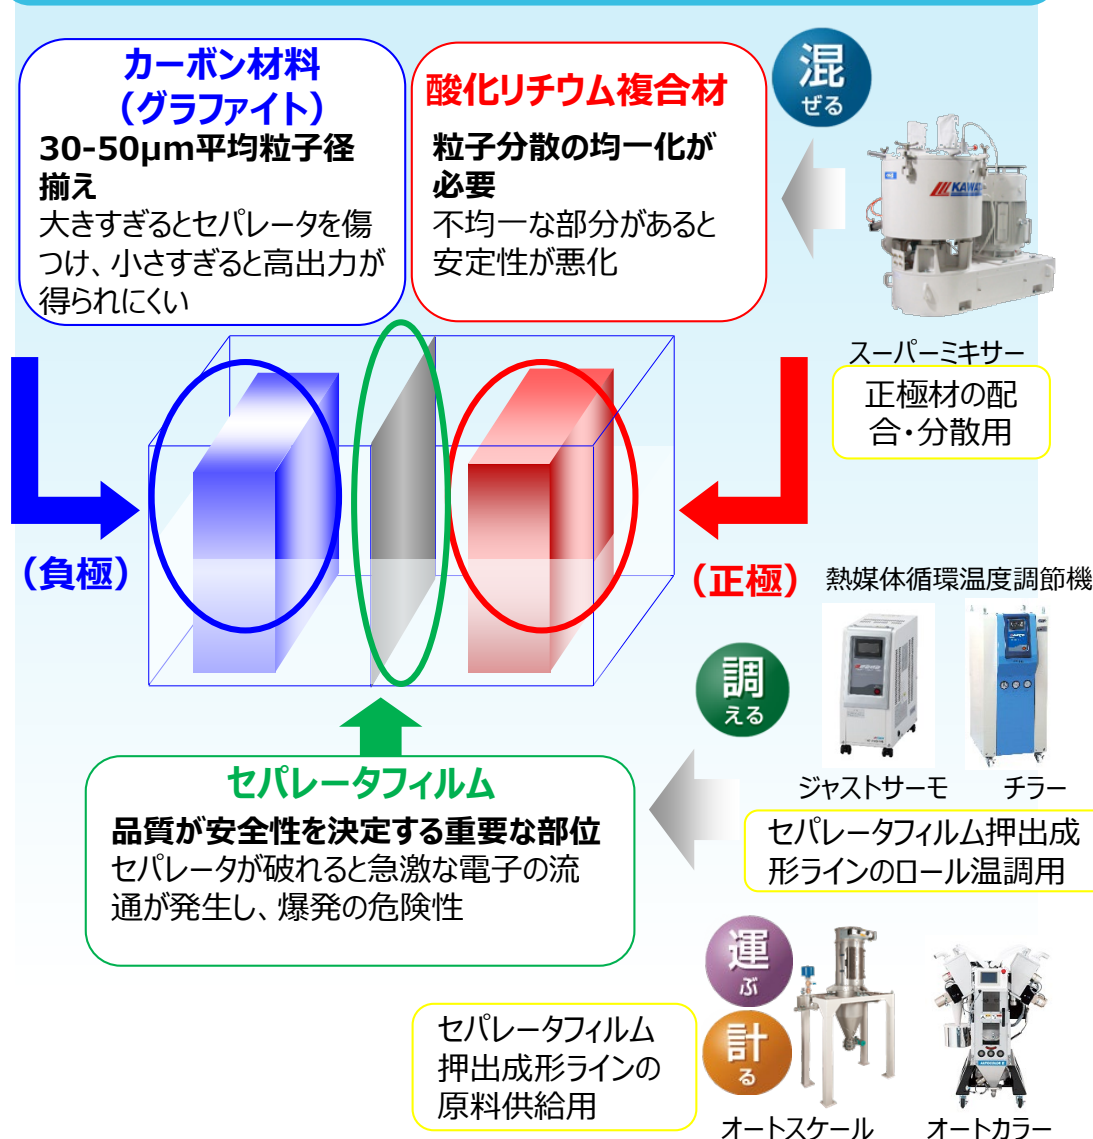 カーボン材料
（グラファイト）
30-50μm平均粒子径
揃え
大きすぎるとセパレータを傷
つけ、小さすぎると高出力が
得られにくい
酸化リチウム複合材
粒子分散の均一化が
必要
不均一な部分があると
安定性が悪化
混
ぜる
スーパーミキサー
正極材の配
合・分散用
（負極）
（正極）
熱媒体循環温度調節機
調
える
ジャストサーモ
チラー
セパレータフィルム押出成
形ラインのロール温調用
セパレータフィルム
品質が安全性を決定する重要な部位
セパレータが破れると急激な電子の流
通が発生し、爆発の危険性
運
ぶ
計
る
セパレータフィルム
押出成形ラインの
原料供給用
オートスケール
オートカラー